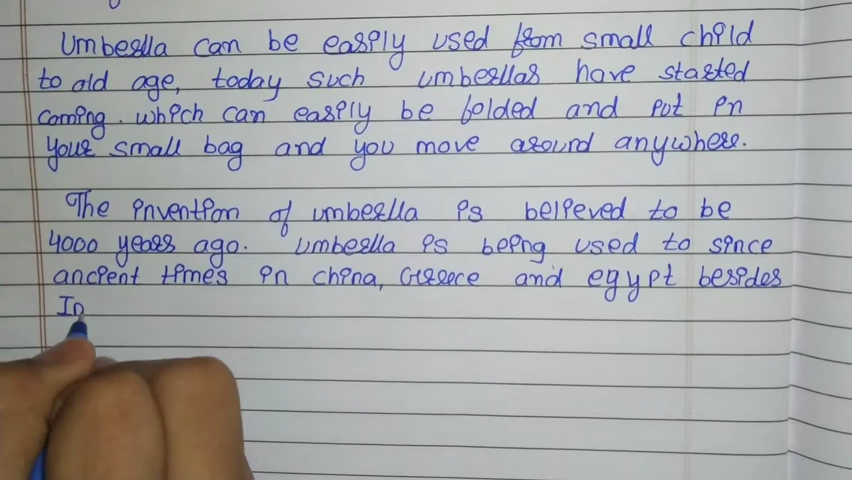 Umbrella can be easily used from small child
to old age, today such umbrellas have started
coming. which can easily be folded and put in
your small bag and you move around anywhere.
The invention of umbrella is believed to be
4000 years ago. Umbrella is being used to since
ancient times in china, Greece and egypt besides
In